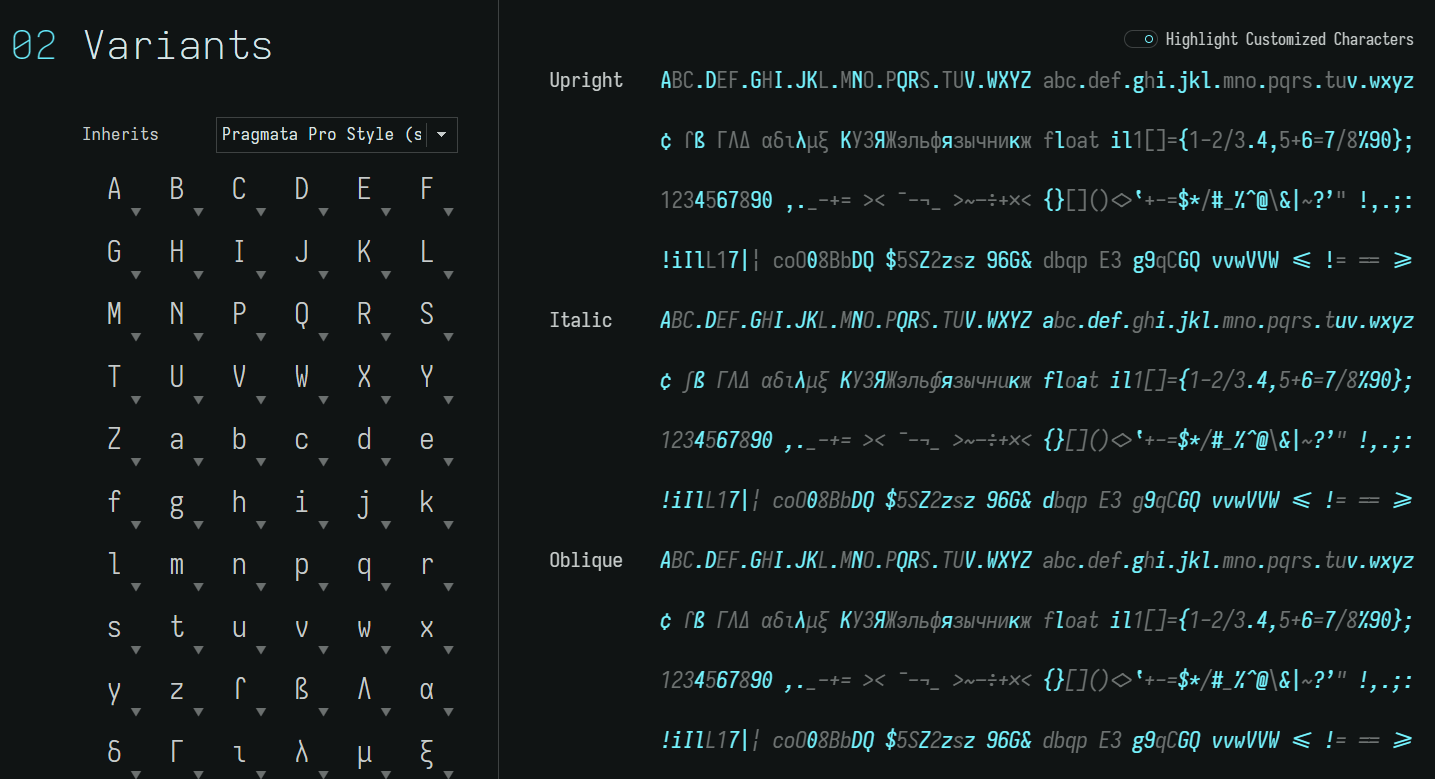 02 Variants
Inherits Pragmata Pro Style (s
A B C D E F
G H I J K L
M N P Q R S
T U V W X Y
Z a b c d e
f g h i j k
l m n o p q r
s t u v w x
y z ſ ß Λ α
δ Γ ι λ μ ξ
Highlight Customized Characters
Upright ABC.DEF.GHI.JKL.MNO.PQRS.TUV.WXYZ abc.def.ghi.jkl.mno.pqrs.tuv.wxyz
¢ ſß ΓΛΔ αδιλμξ КУЗЯЖэльфязычникж float il1[]={1-2/3.4,5+6=7/8%90};
1234567890 ,._-+= >< ¯-¬_ >~–÷+×< {}[]()<>`+-=$*/#_%^@\&|~?'" !,.;:
!iIlL17|¦ coO08BbDQ $5SZ2zsz 96G& dbqp E3 g9qCGQ vvwVVW <= != == >=
Italic ABC.DEF.GHI.JKL.MNO.PQRS.TUV.WXYZ abc.def.ghi.jkl.mno.pqrs.tuv.wxyz
¢ ſß ΓΛΔ αδιλμξ КУЗЯЖэльфязычникж float il1[]={1-2/3.4,5+6=7/8%90};
1234567890 ,._-+= >< ¯-¬_ >~–÷+×< {}[]()<>`+-=$*/#_%^@\&|~?'" !,.;:
!iIlL17|¦ coO08BbDQ $5SZ2zsz 96G& dbqp E3 g9qCGQ vvwVVW <= != == >=
Oblique ABC.DEF.GHI.JKL.MNO.PQRS.TUV.WXYZ abc.def.ghi.jkl.mno.pqrs.tuv.wxyz
¢ ſß ΓΛΔ αδιλμξ КУЗЯЖэльфязычникж float il1[]={1-2/3.4,5+6=7/8%90};
1234567890 ,._-+= >< ¯-¬_ >~–÷+×< {}[]()<>`+-=$*/#_%^@\&|~?'" !,.;:
!iIlL17|¦ coO08BbDQ $5SZ2zsz 96G& dbqp E3 g9qCGQ vvwVVW <= != == >=